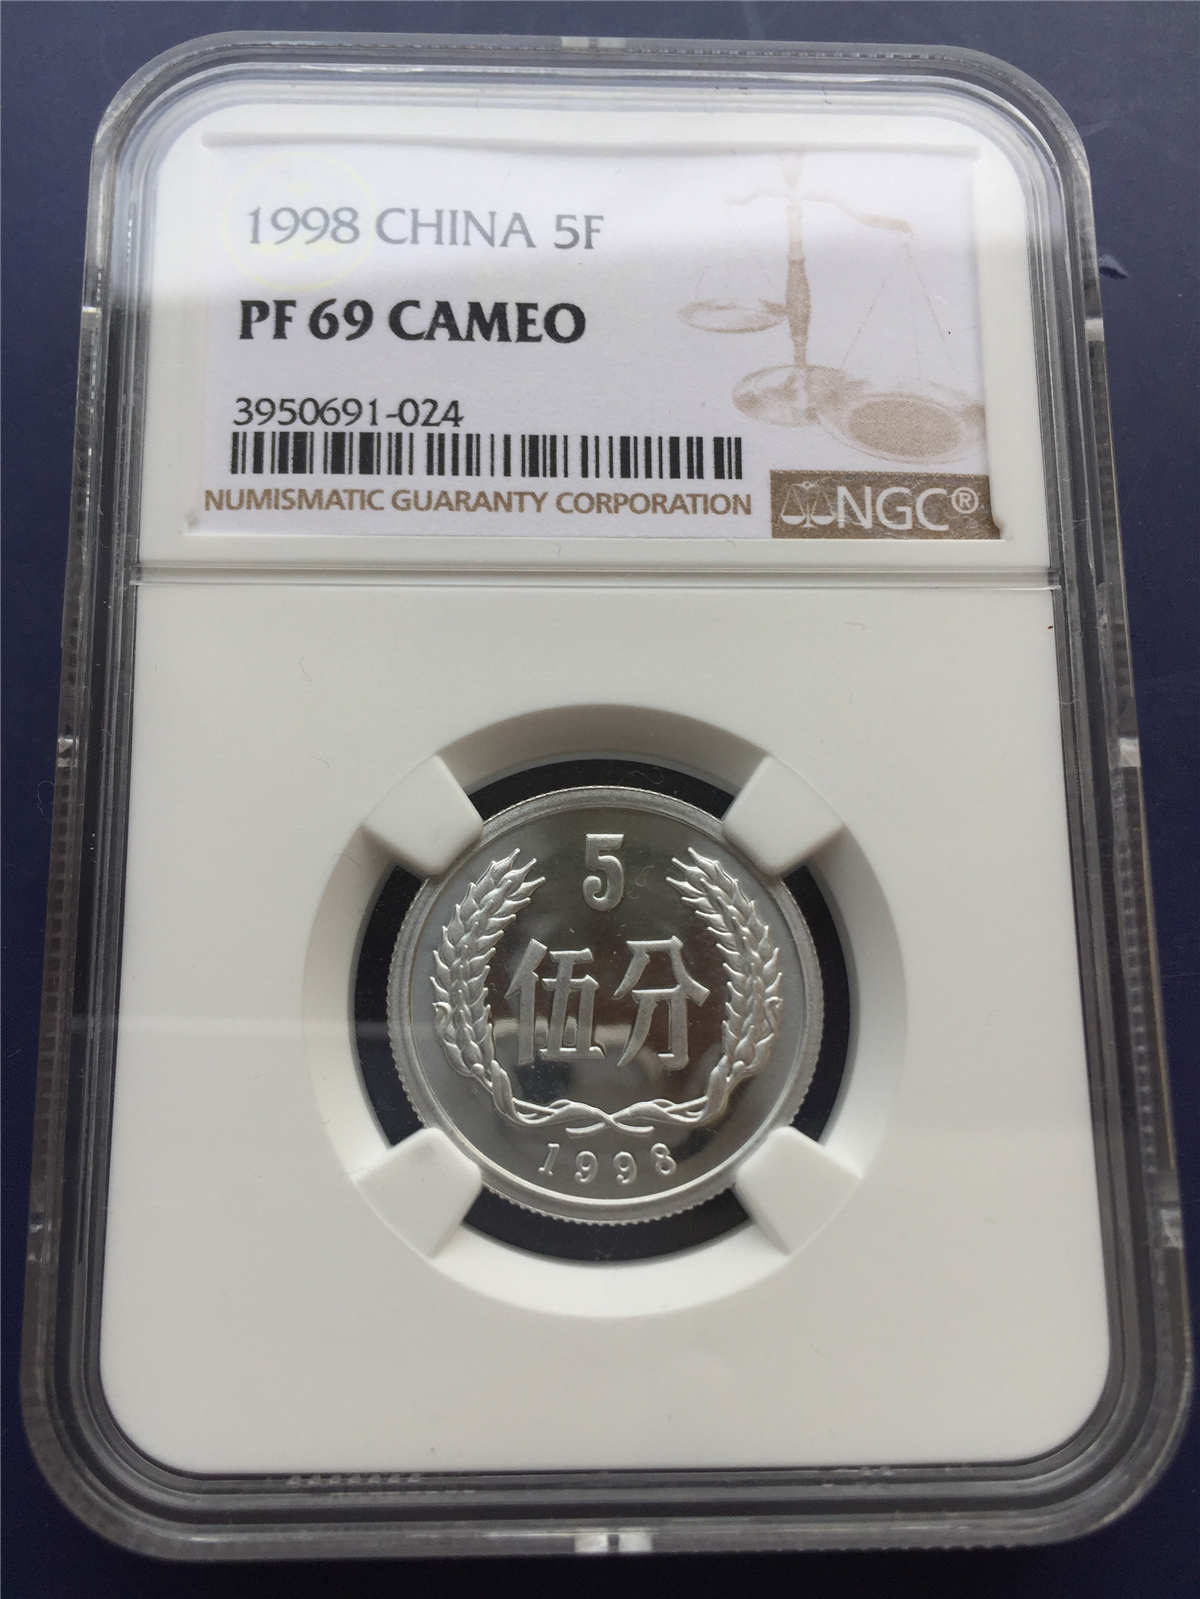 1998 CHINA 5F
PF 69 CAMEO
3950691-024
NUMISMATIC GUARANTY CORPORATION
NGC®
5
伍分
1998